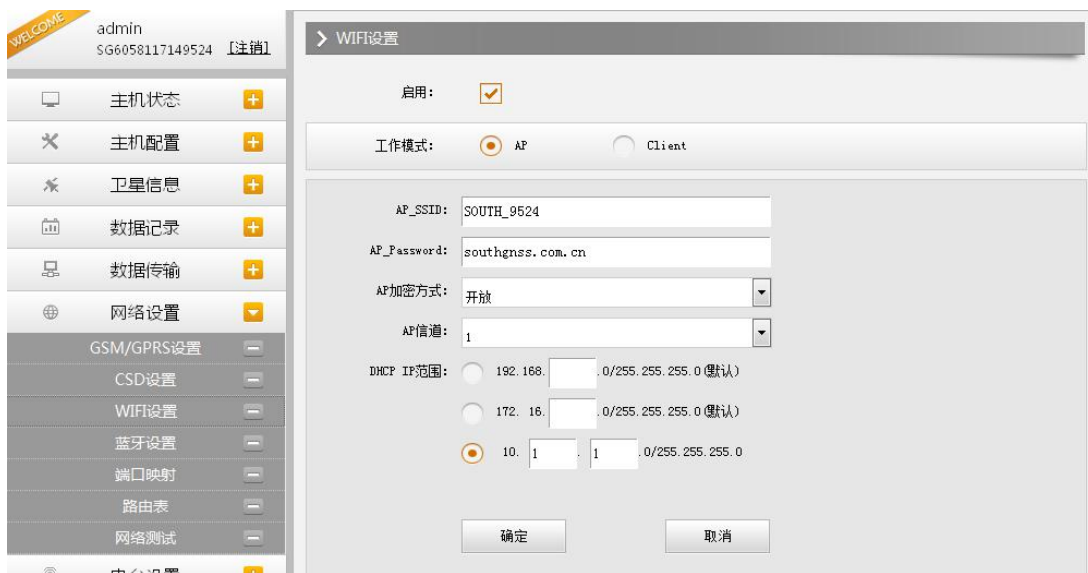 WELCOME
admin
SG6058117149524 [注销]
主机状态
主机配置
卫星信息
数据记录
数据传输
网络设置
GSM/GPRS设置
CSD设置
WIFI设置
蓝牙设置
端口映射
路由表
网络测试
WIFI设置
启用:
工作模式: AP Client
AP_SSID: SOUTH_9524
AP_Password: southgnss.com.cn
AP加密方式: 开放
AP信道: 1
DHCP IP范围: 192.168. .0/255.255.255.0(默认)
172. 16. .0/255.255.255.0(默认)
10. 1 . 1 .0/255.255.255.0
确定 取消